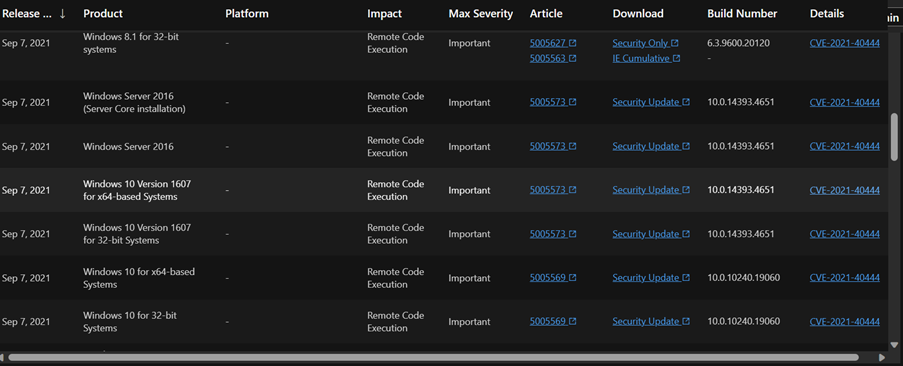 Release ... ↓ Product Platform Impact Max Severity Article Download Build Number Details ain
Sep 7, 2021 Windows 8.1 for 32-bit systems - Remote Code Execution Important 5005627 Security Only 6.3.9600.20120 CVE-2021-40444
5005563 IE Cumulative -
Sep 7, 2021 Windows Server 2016 (Server Core installation) - Remote Code Execution Important 5005573 Security Update 10.0.14393.4651 CVE-2021-40444
Sep 7, 2021 Windows Server 2016 - Remote Code Execution Important 5005573 Security Update 10.0.14393.4651 CVE-2021-40444
Sep 7, 2021 Windows 10 Version 1607 for x64-based Systems - Remote Code Execution Important 5005573 Security Update 10.0.14393.4651 CVE-2021-40444
Sep 7, 2021 Windows 10 Version 1607 for 32-bit Systems - Remote Code Execution Important 5005573 Security Update 10.0.14393.4651 CVE-2021-40444
Sep 7, 2021 Windows 10 for x64-based Systems - Remote Code Execution Important 5005569 Security Update 10.0.10240.19060 CVE-2021-40444
Sep 7, 2021 Windows 10 for 32-bit Systems - Remote Code Execution Important 5005569 Security Update 10.0.10240.19060 CVE-2021-40444